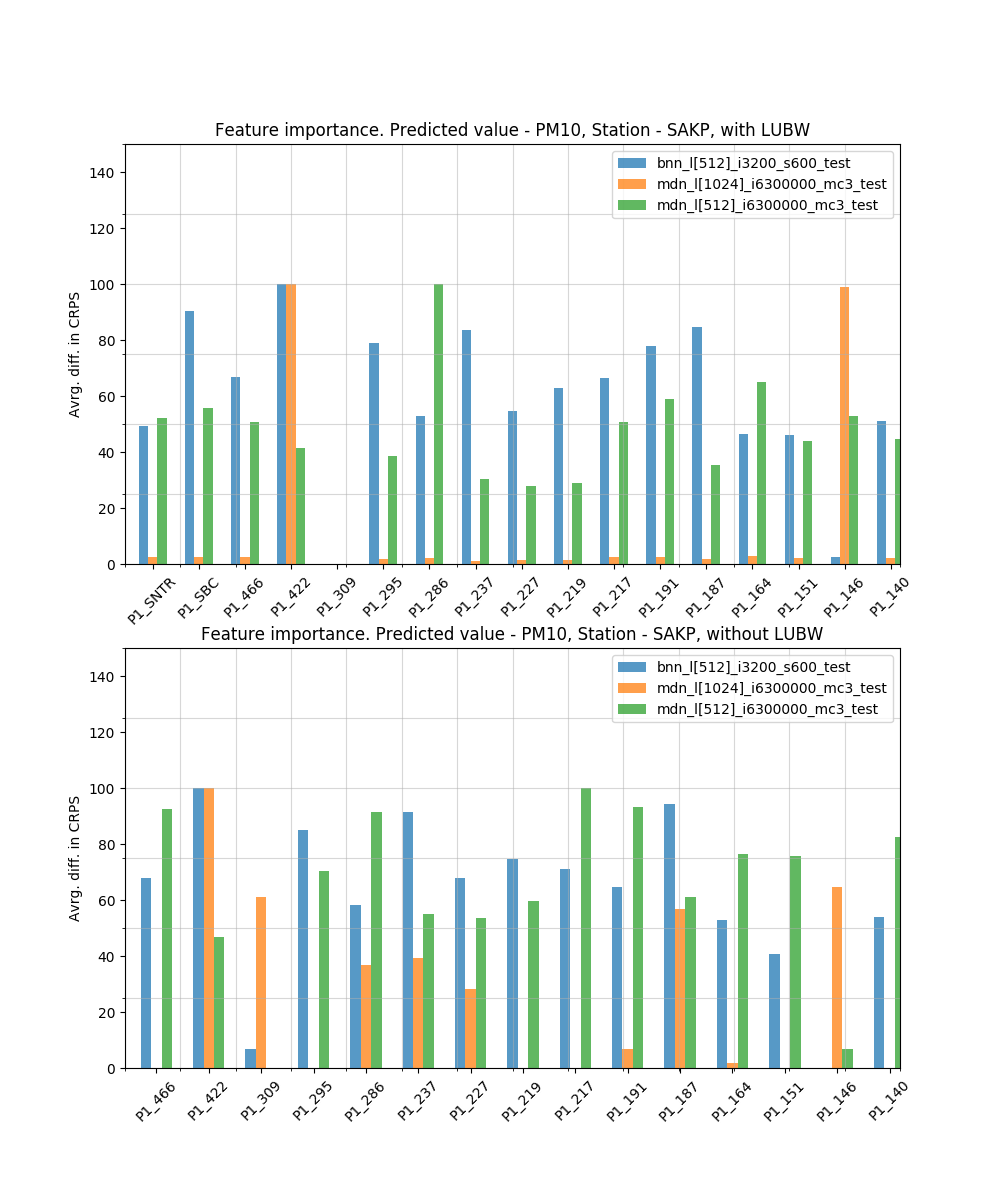 Feature importance. Predicted value - PM10, Station - SAKP, with LUBW
bnn_l[512]_i3200_s600_test
mdn_l[1024]_i6300000_mc3_test
mdn_l[512]_i6300000_mc3_test
Avrg. diff. in CRPS
140
120
100
80
60
40
20
0
P1_SNTR P1_SBC P1_466 P1_422 P1_309 P1_295 P1_286 P1_237 P1_227 P1_219 P1_217 P1_191 P1_187 P1_164 P1_151 P1_146 P1_140
Feature importance. Predicted value - PM10, Station - SAKP, without LUBW
bnn_l[512]_i3200_s600_test
mdn_l[1024]_i6300000_mc3_test
mdn_l[512]_i6300000_mc3_test
Avrg. diff. in CRPS
140
120
100
80
60
40
20
0
P1_466 P1_422 P1_309 P1_295 P1_286 P1_237 P1_227 P1_219 P1_217 P1_191 P1_187 P1_164 P1_151 P1_146 P1_140